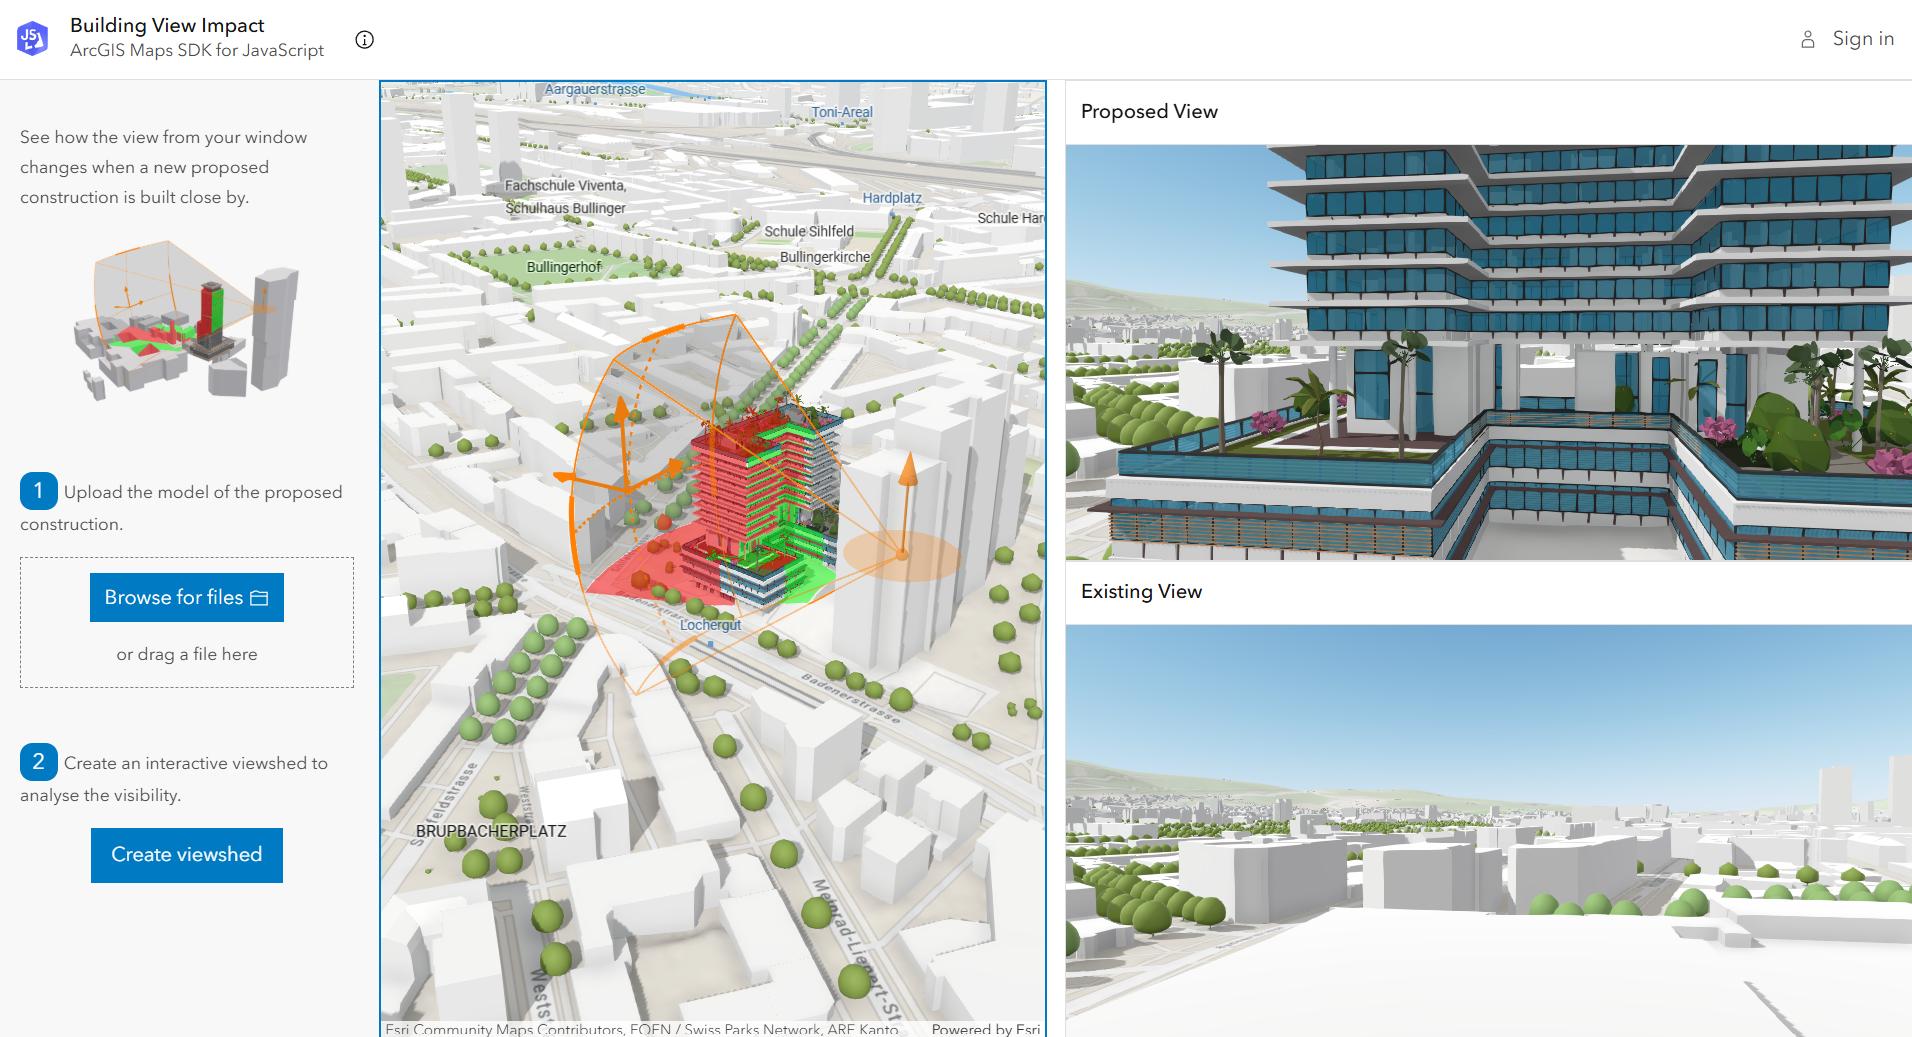 Building View Impact
ArcGIS Maps SDK for JavaScript
Sign in
See how the view from your window
changes when a new proposed
construction is built close by.
1 Upload the model of the proposed
construction.
Browse for files
or drag a file here
2 Create an interactive viewshed to
analyse the visibility.
Create viewshed
Aargauerstrasse
Toni-Areal
Fachschule Viventa,
Schulhaus Bullinger
Hardplatz
Schule Har
Schule Sihlfeld
Bullingerkirche
Bullingerhof
Lochergut
Badenerstrasse
BRUPBACHERPLATZ
Esri Community Maps Contributors, FOEN / Swiss Parks Network, ARE Kanto
Powered by Esri
Proposed View
Existing View